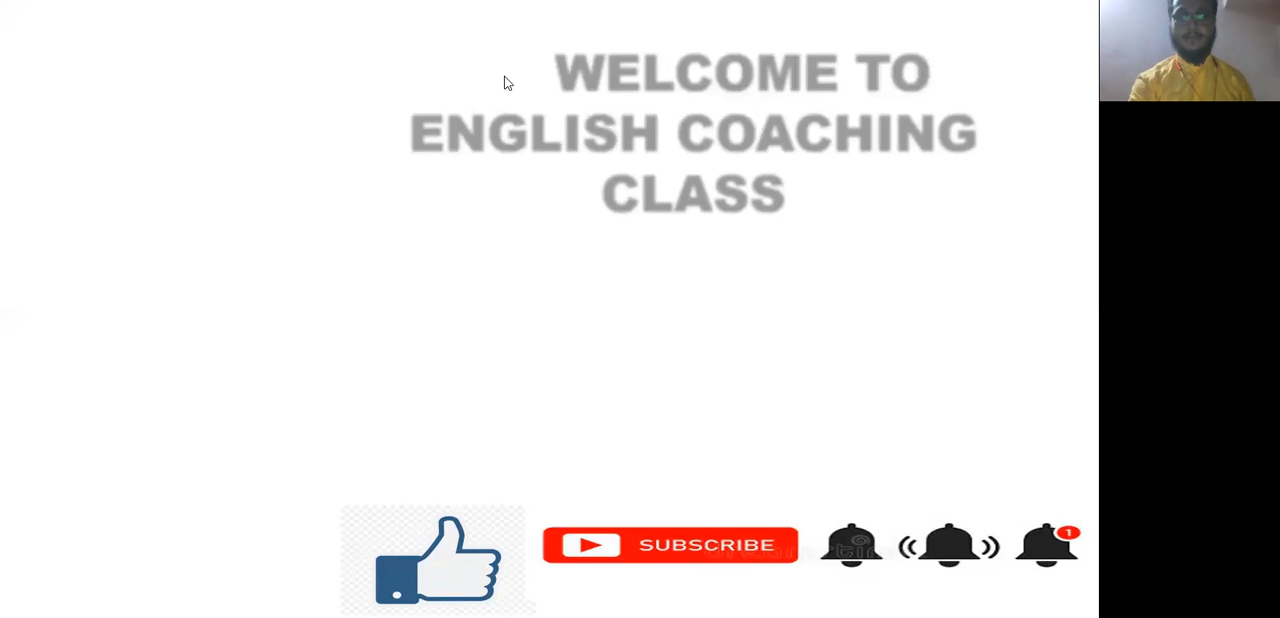 WELCOME TO
ENGLISH COACHING
CLASS
SUBSCRIBE
1